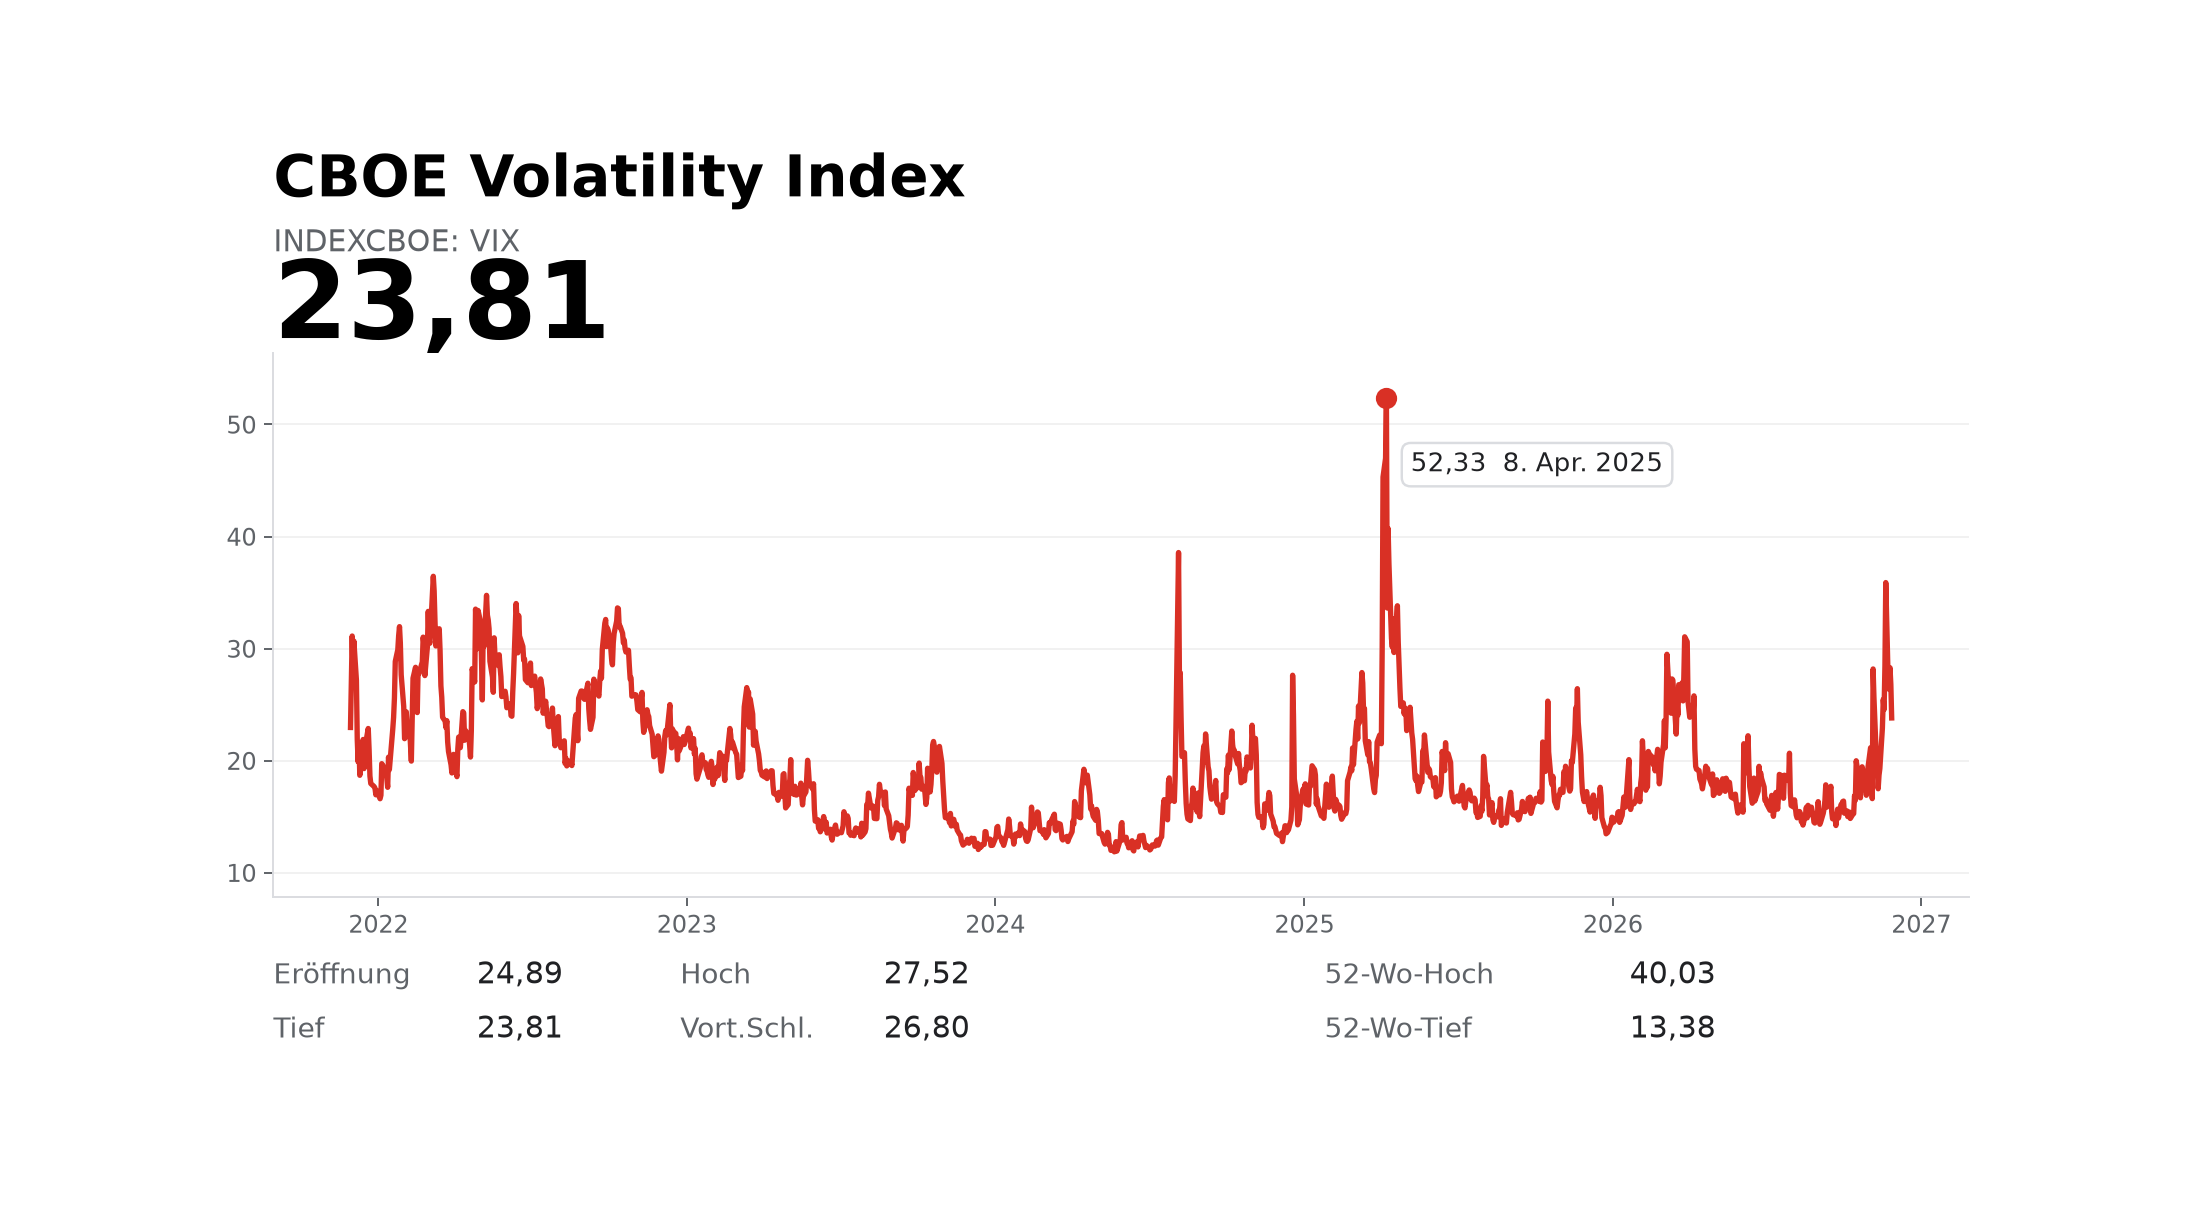 CBOE Volatility Index
INDEXCBOE: VIX
23,81
50
52,33 8. Apr. 2025
40
30
20
10
2022 2023 2024 2025 2026 2027
Eröffnung 24,89 Hoch 27,52 52-Wo-Hoch 40,03
Tief 23,81 Vort.Schl. 26,80 52-Wo-Tief 13,38